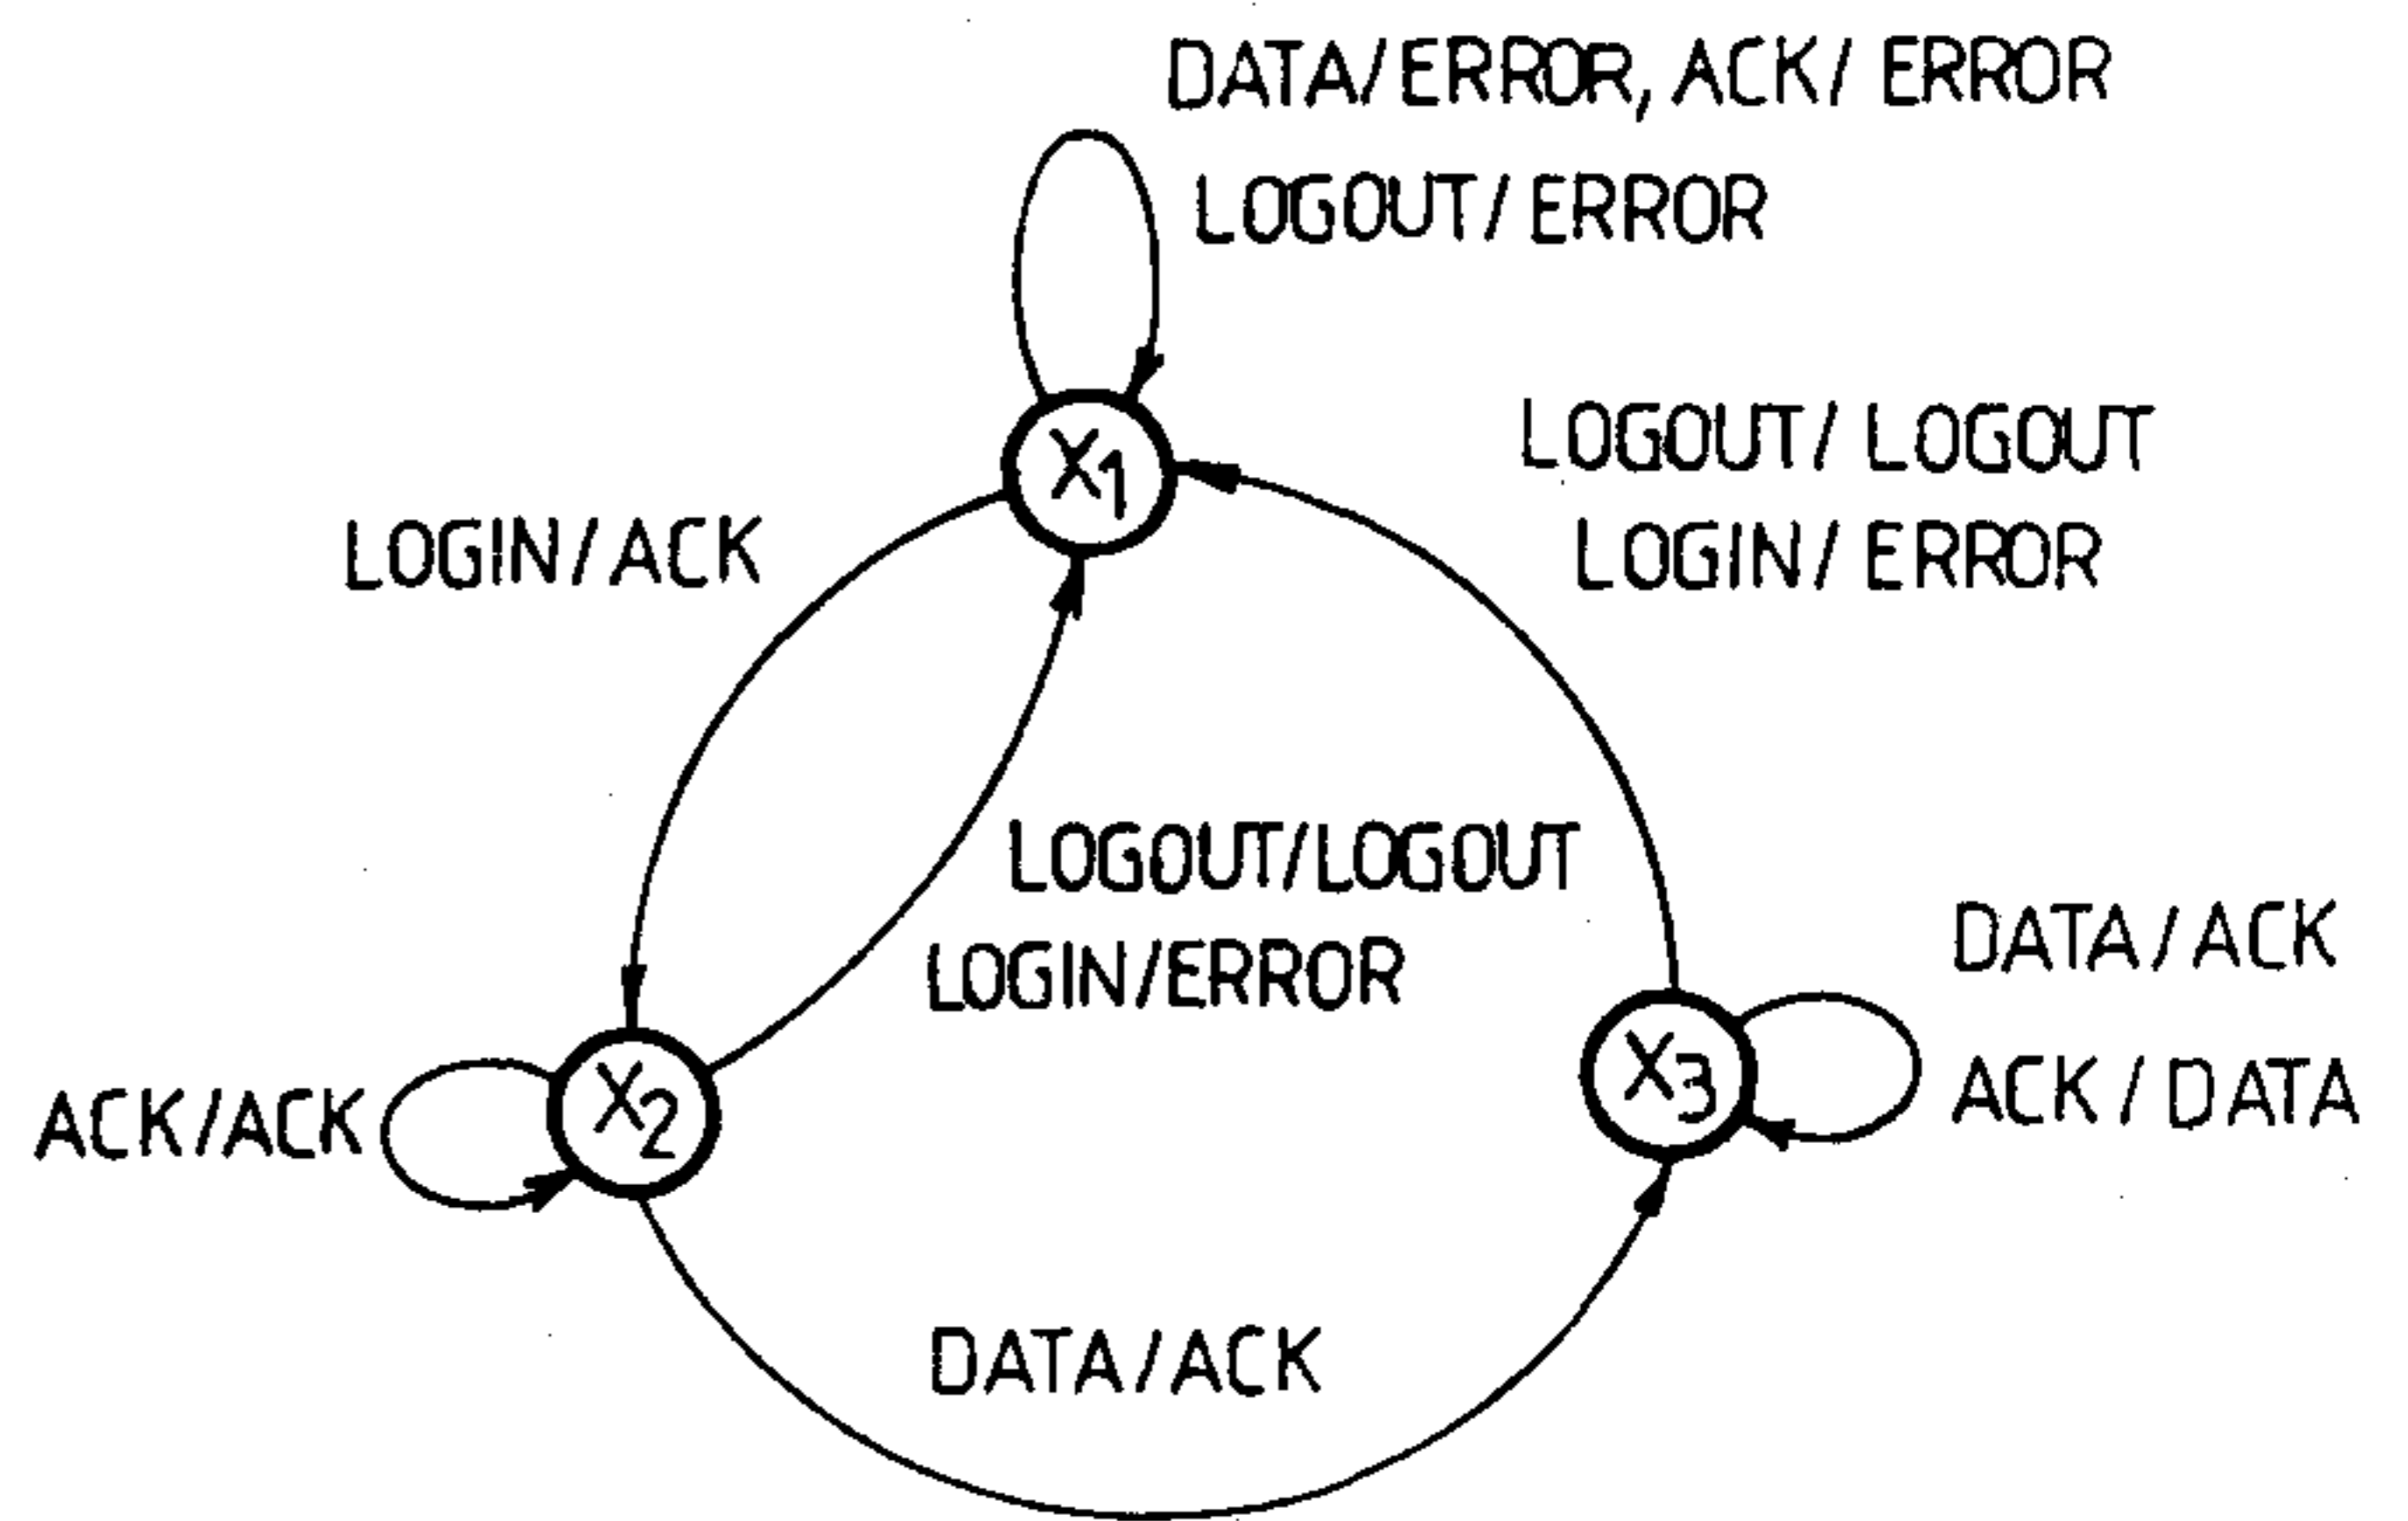 DATA/ERROR, ACK/ERROR
LOGOUT/ERROR
X1
LOGOUT/LOGOUT
LOGIN/ERROR
LOGIN/ACK
LOGOUT/LOGOUT
LOGIN/ERROR
X2
ACK/ACK
X3
DATA/ACK
ACK/DATA
DATA/ACK